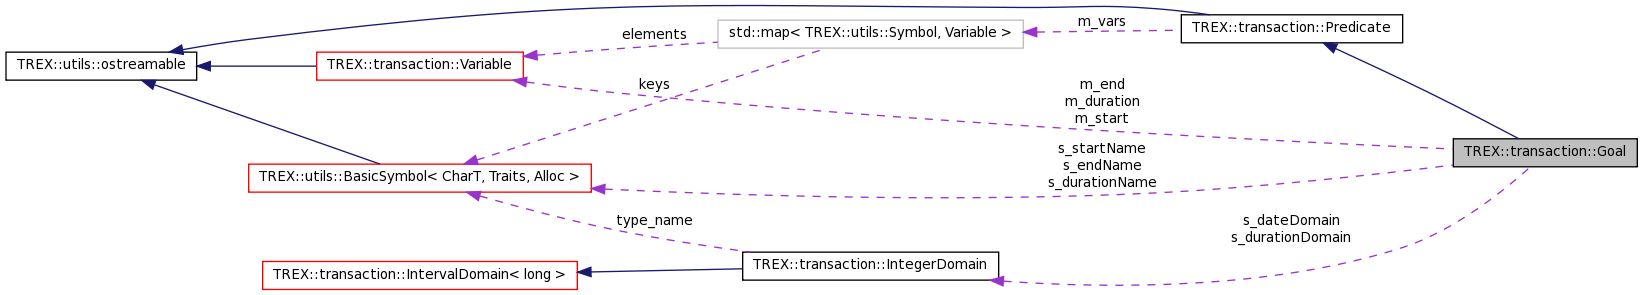 TREX::utils::ostreamable
TREX::transaction::Variable
elements
std::map< TREX::utils::Symbol, Variable >
m_vars
TREX::transaction::Predicate
keys
m_end
m_duration
m_start
TREX::transaction::Goal
s_startName
s_endName
s_durationName
TREX::utils::BasicSymbol< CharT, Traits, Alloc >
type_name
s_dateDomain
s_durationDomain
TREX::transaction::IntervalDomain< long >
TREX::transaction::IntegerDomain